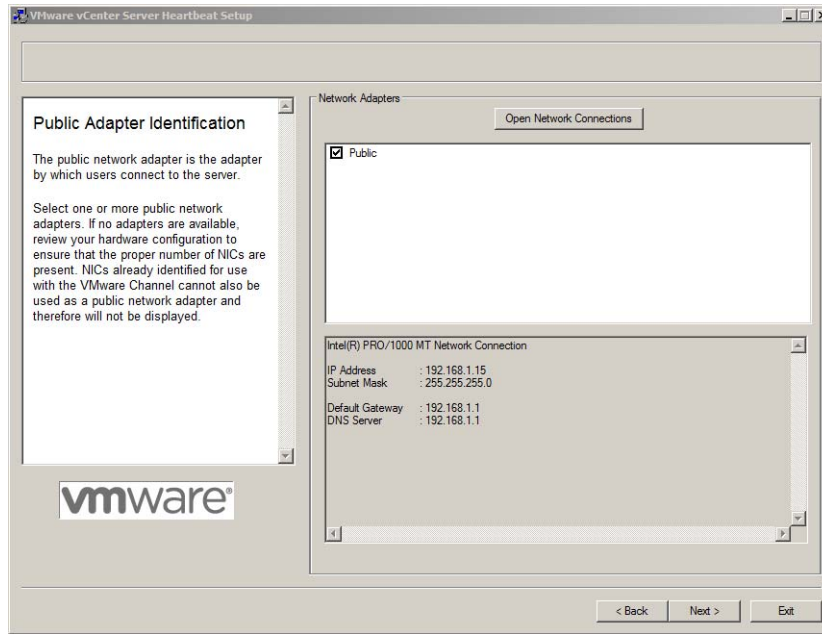 VMware vCenter Server Heartbeat Setup
Public Adapter Identification
The public network adapter is the adapter
by which users connect to the server.
Select one or more public network
adapters. If no adapters are available,
review your hardware configuration to
ensure that the proper number of NICs are
present. NICs already identified for use
with the VMware Channel cannot also be
used as a public network adapter and
therefore will not be displayed.
vmware®
Network Adapters
Open Network Connections
Public
Intel(R) PRO/1000 MT Network Connection
IP Address : 192.168.1.15
Subnet Mask : 255.255.255.0
Default Gateway : 192.168.1.1
DNS Server : 192.168.1.1
< Back
Next >
Exit